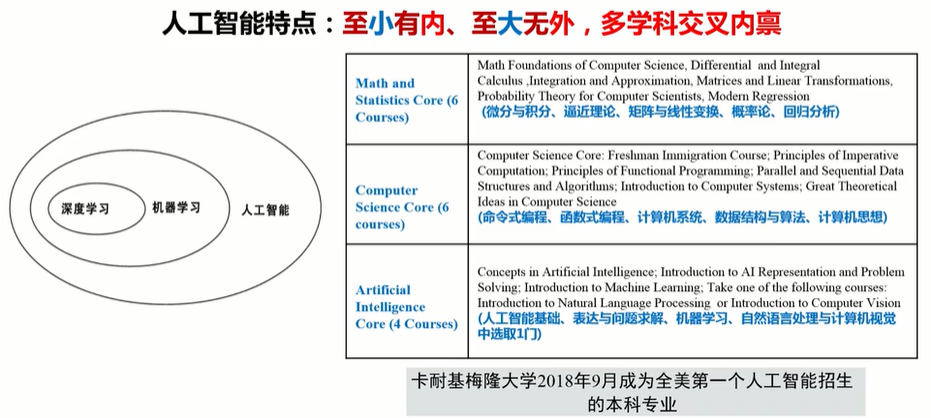 人工智能特点：至小有内、至大无外，多学科交叉内禀
深度学习
机器学习
人工智能
Math and
Statistics Core (6
Courses)
Math Foundations of Computer Science, Differential and Integral
Calculus ,Integration and Approximation, Matrices and Linear Transformations,
Probability Theory for Computer Scientists, Modern Regression
(微分与积分、逼近理论、矩阵与线性变换、概率论、回归分析)
Computer
Science Core (6
courses)
Computer Science Core: Freshman Immigration Course; Principles of Imperative
Computation; Principles of Functional Programming; Parallel and Sequential Data
Structures and Algorithms; Introduction to Computer Systems; Great Theoretical
Ideas in Computer Science
(命令式编程、函数式编程、计算机系统、数据结构与算法、计算机思想)
Artificial
Intelligence
Core (4 Courses)
Concepts in Artificial Intelligence; Introduction to AI Representation and Problem
Solving; Introduction to Machine Learning; Take one of the following courses:
Introduction to Natural Language Processing or Introduction to Computer Vision
(人工智能基础、表达与问题求解、机器学习、自然语言处理与计算机视觉
中选取1门)
卡耐基梅隆大学2018年9月成为全美第一个人工智能招生
的本科专业